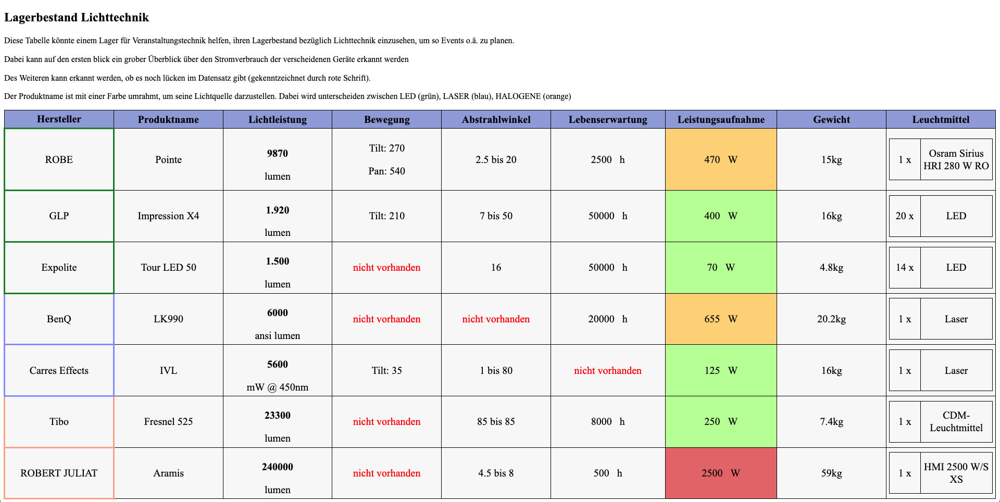 Lagerbestand Lichttechnik
Diese Tabelle könnte einem Lager für Veranstaltungstechnik helfen, ihren Lagerbestand bezüglich Lichttechnik einzusehen, um so Events o.ä. zu planen.
Dabei kann auf den ersten blick ein grober Überblick über den Stromverbrauch der verscheidenen Geräte erkannt werden
Des Weiteren kann erkannt werden, ob es noch lücken im Datensatz gibt (gekenntzeichnet durch rote Schrift).
Der Produktname ist mit einer Farbe umrahmt, um seine Lichtquelle darzustellen. Dabei wird unterscheiden zwischen LED (grün), LASER (blau), HALOGENE (orange)
Hersteller Produktname Lichtleistung Bewegung Abstrahlwinkel Lebenserwartung Leistungsaufnahme Gewicht Leuchtmittel
ROBE Pointe 9870 lumen Tilt: 270 Pan: 540 2.5 bis 20 2500 h 470 W 15kg 1 x Osram Sirius HRI 280 W RO
GLP Impression X4 1.920 lumen Tilt: 210 7 bis 50 50000 h 400 W 16kg 20 x LED
Expolite Tour LED 50 1.500 lumen nicht vorhanden 16 50000 h 70 W 4.8kg 14 x LED
BenQ LK990 6000 ansi lumen nicht vorhanden nicht vorhanden 20000 h 655 W 20.2kg 1 x Laser
Carres Effects IVL 5600 mW @ 450nm Tilt: 35 1 bis 80 nicht vorhanden 125 W 16kg 1 x Laser
Tibo Fresnel 525 23300 lumen nicht vorhanden 85 bis 85 8000 h 250 W 7.4kg 1 x CDM-Leuchtmittel
ROBERT JULIAT Aramis 240000 lumen nicht vorhanden 4.5 bis 8 500 h 2500 W 59kg 1 x HMI 2500 W/S XS